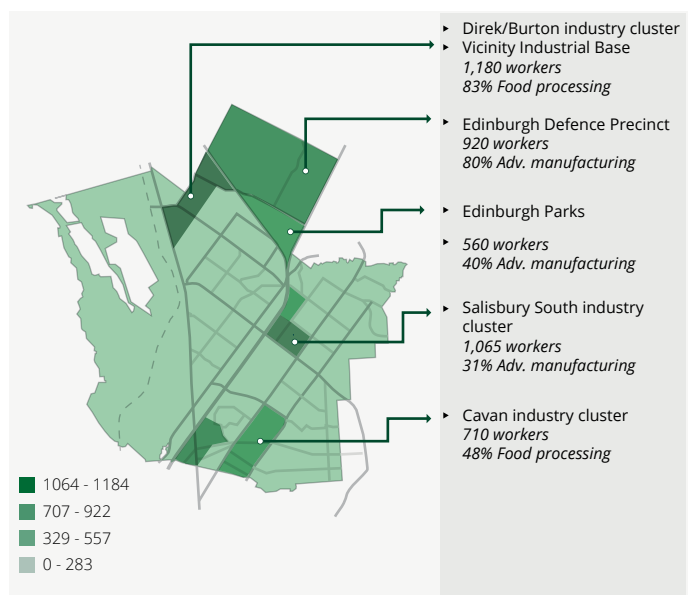 Direk/Burton industry cluster
Vicinity Industrial Base
1,180 workers
83% Food processing
Edinburgh Defence Precinct
920 workers
80% Adv. manufacturing
Edinburgh Parks
560 workers
40% Adv. manufacturing
Salisbury South industry
cluster
1,065 workers
31% Adv. manufacturing
Cavan industry cluster
710 workers
48% Food processing
1064 - 1184
707 - 922
329 - 557
0 - 283